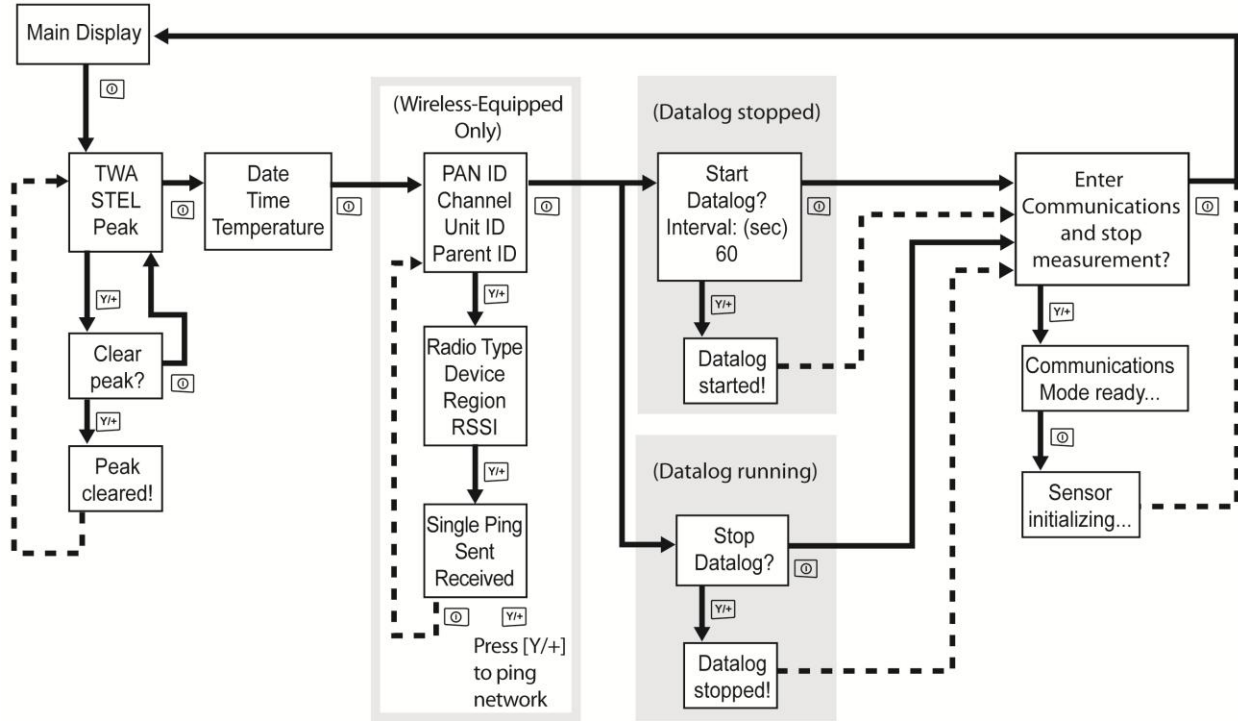 Main Display
TWA
STEL
Peak
Y/+
Clear
peak?
Y/+
Peak
cleared!
Date
Time
Temperature
(Wireless-Equipped
Only)
PAN ID
Channel
Unit ID
Parent ID
Y/+
Radio Type
Device
Region
RSSI
Y/+
Single Ping
Sent
Received
Y/+
Press [Y/+]
to ping
network
(Datalog stopped)
Start
Datalog?
Interval: (sec)
60
Y/+
Datalog
started!
(Datalog running)
Stop
Datalog?
Y/+
Datalog
stopped!
Enter
Communications
and stop
measurement?
Y/+
Communications
Mode ready...
Sensor
initializing...